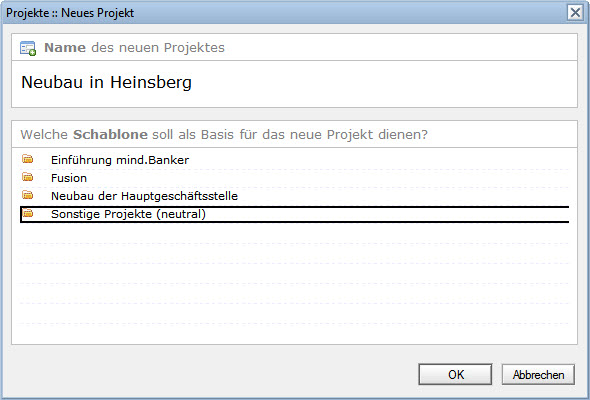 Projekte :: Neues Projekt
Name des neuen Projektes
Neubau in Heinsberg
Welche Schablone soll als Basis für das neue Projekt dienen?
Einführung mind.Banker
Fusion
Neubau der Hauptgeschäftsstelle
Sonstige Projekte (neutral)
OK Abbrechen